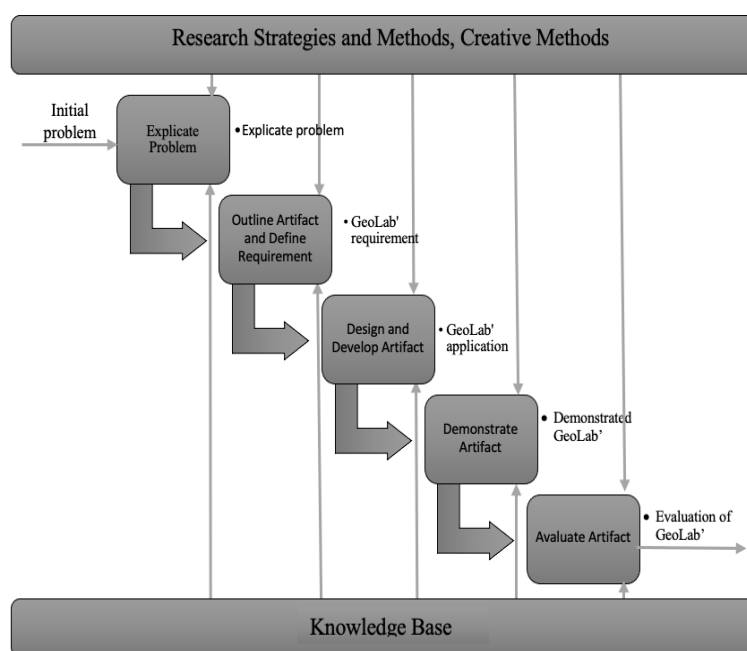 Research Strategies and Methods, Creative Methods
Initial
problem
Explicate
Problem
•Explicate problem
Outline Artifact
and Define
Requirement
• GeoLab'
requirement
Design and
Develop Artifact
• GeoLab'
application
Demonstrate
Artifact
• Demonstrated
GeoLab’
Avaluate Artifact
• Evaluation of
GeoLab’
Knowledge Base